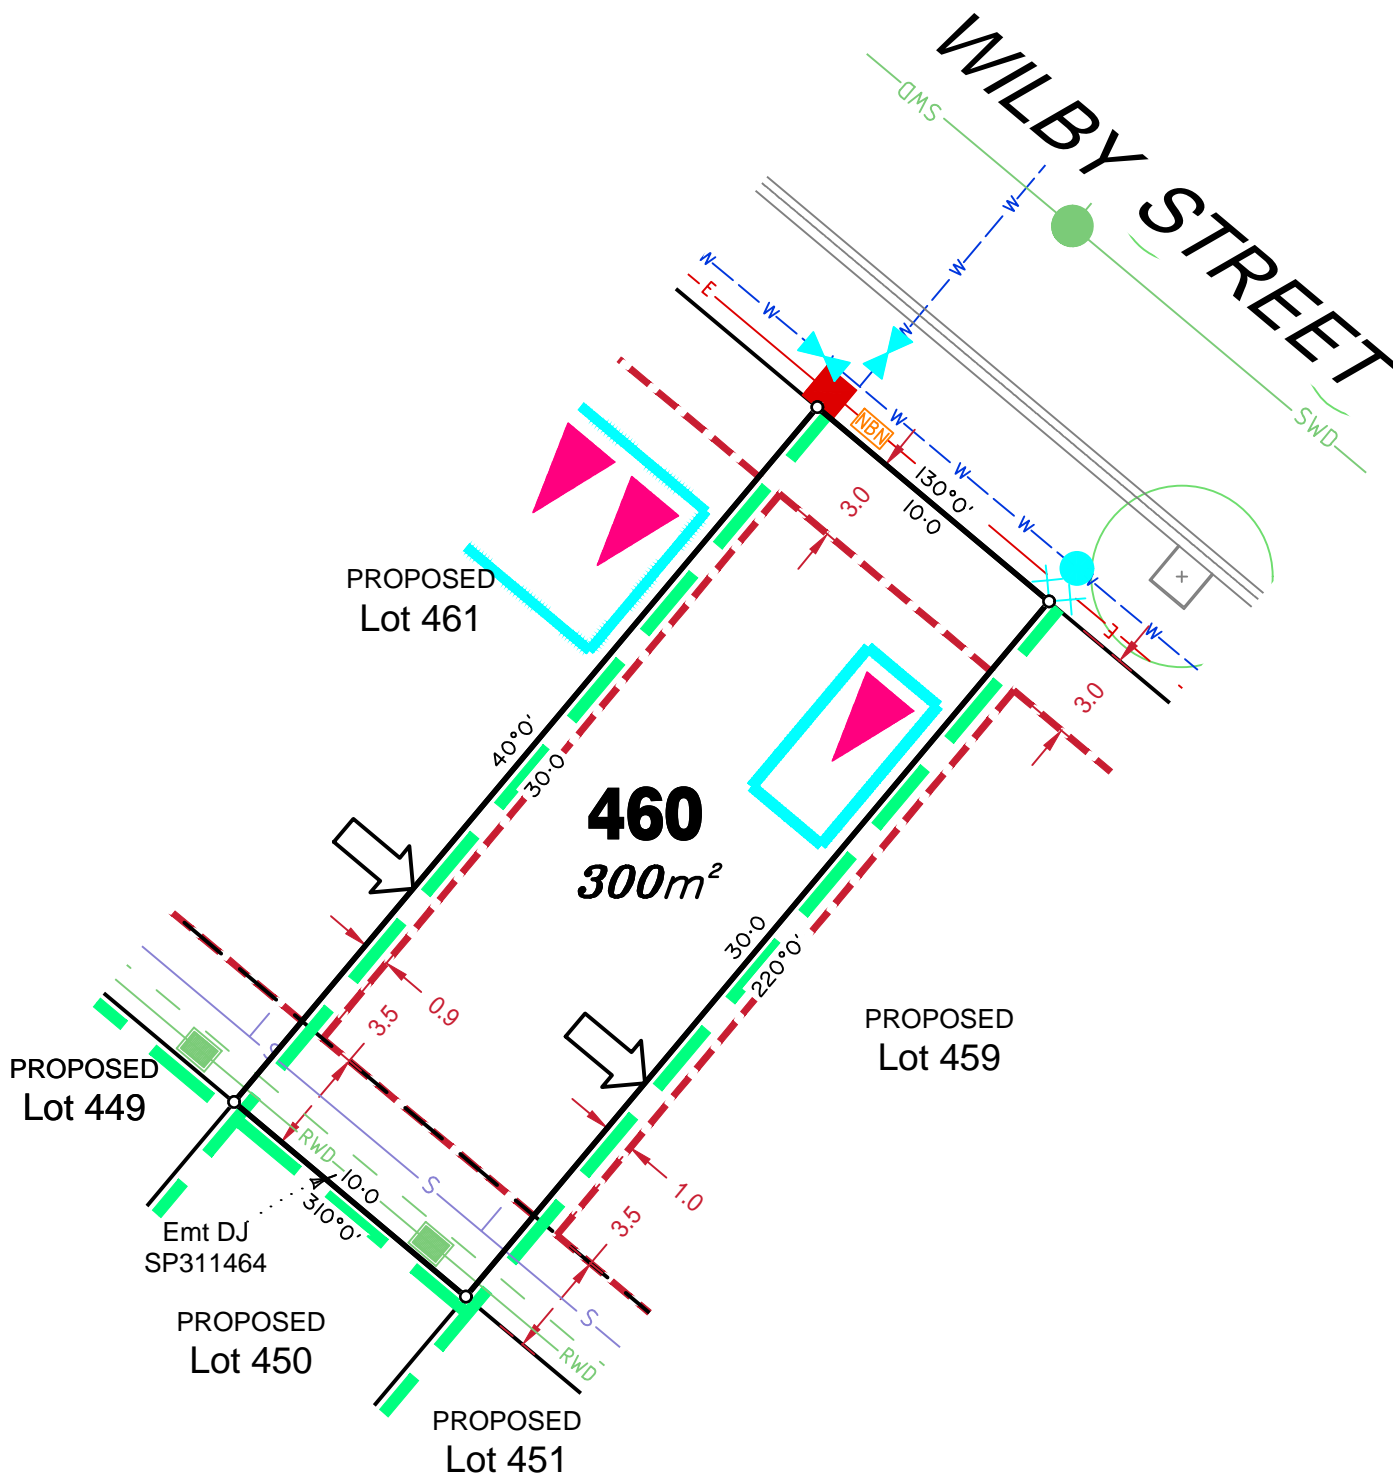 WILBY STREET
SWD
SWD
W
W
W
W
W
W
W
W
W
E
NBN
130°0'
10·0
3.0
3.0
PROPOSED
Lot 461
40°0'
30·0
460
300m²
30·0
220°0'
0.9
3.5
PROPOSED
Lot 459
PROPOSED
Lot 449
S
RWD
10·0
310°0'
S
1.0
3.5
Emt DJ
SP311464
S
RWD
PROPOSED
Lot 450
PROPOSED
Lot 451